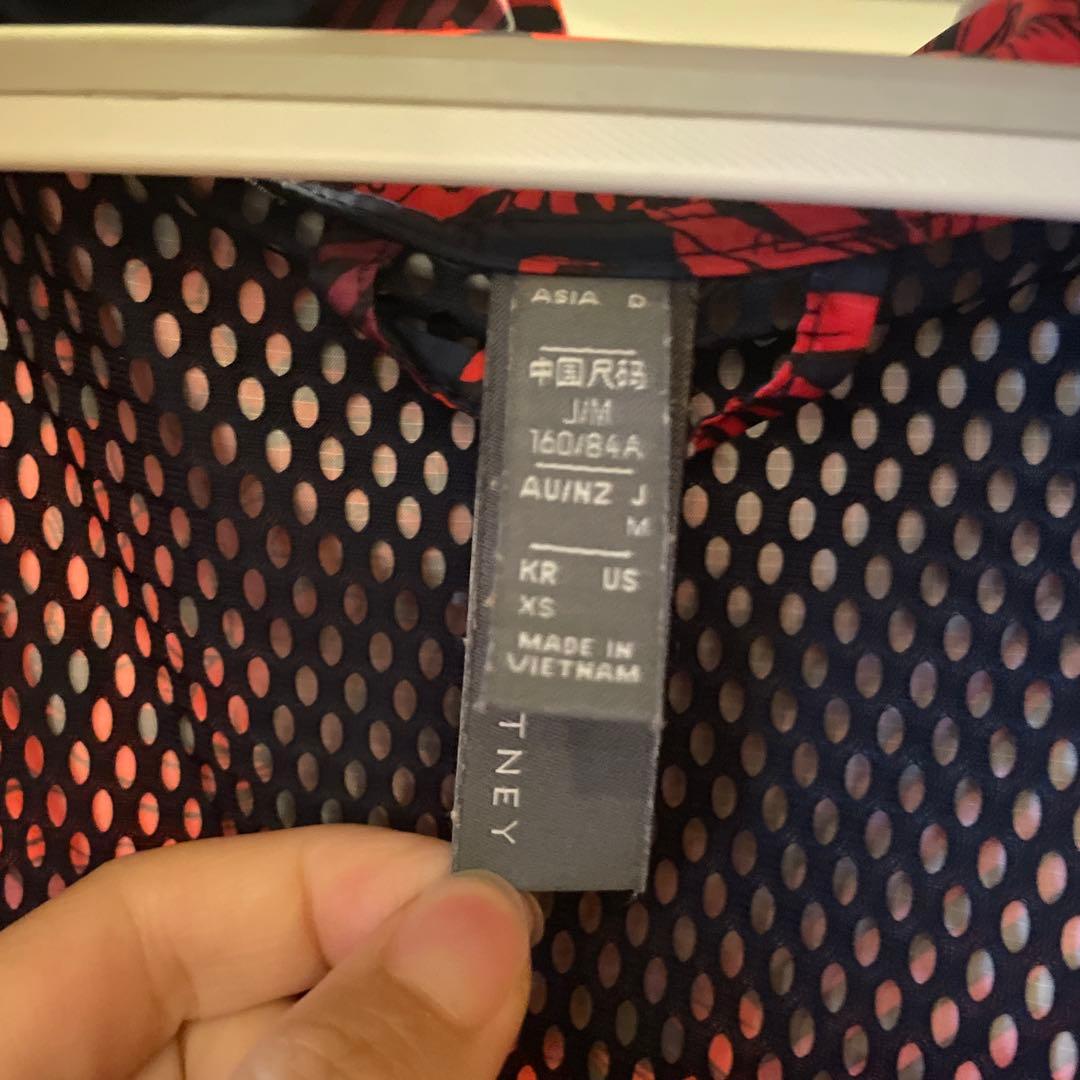 ASIA D
中国尺码
J/M
160/84A
AU/NZ J
M
KR US
XS
MADE IN
VIETNAM
TNEY